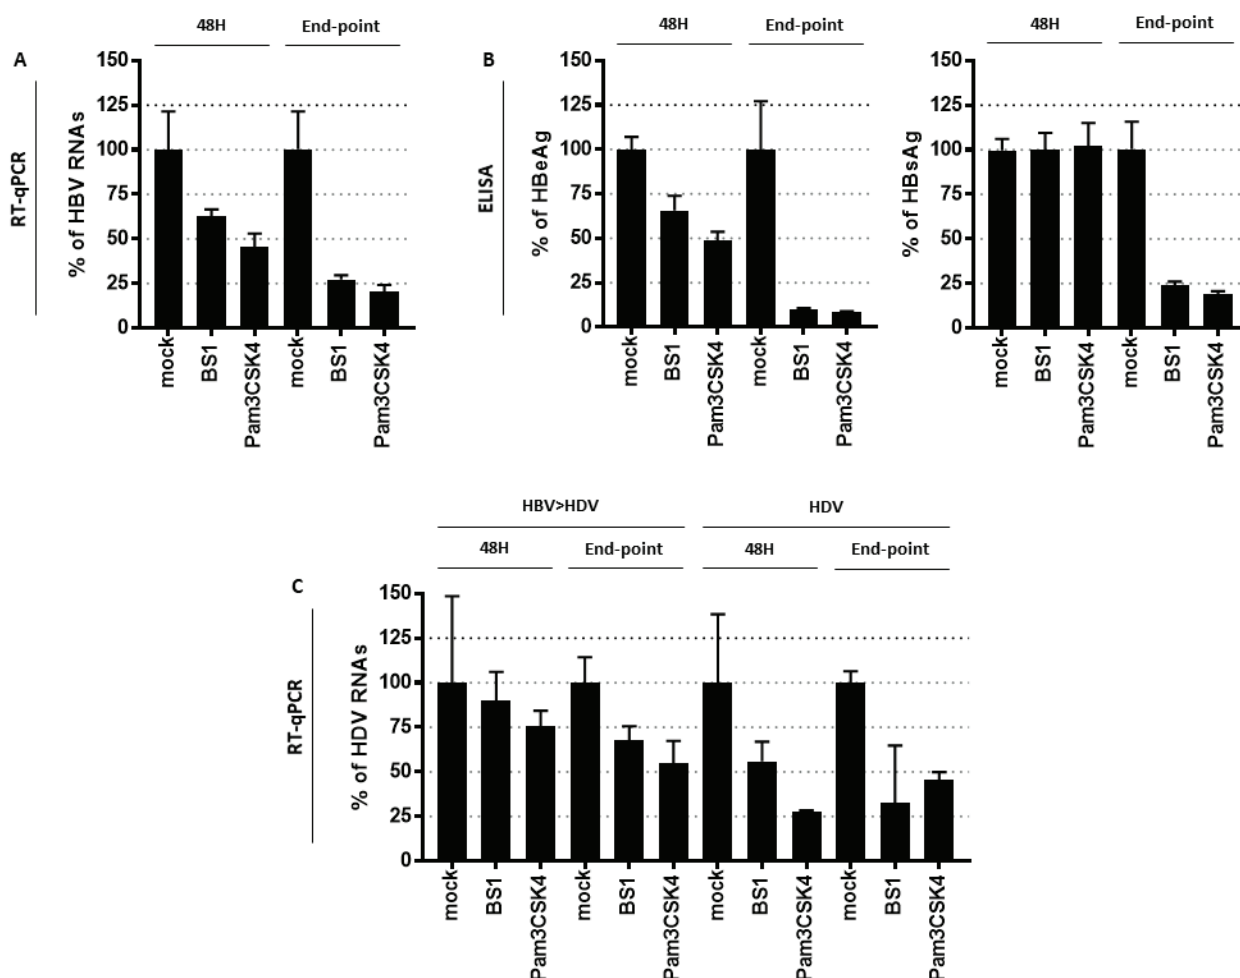 48H End-point
A
RT-qPCR
% of HBV RNAs
150
125
100
75
50
25
0
mock BS1 Pam3CSK4 mock BS1 Pam3CSK4
48H End-point
B
ELISA
% of HBeAg
150
125
100
75
50
25
0
mock BS1 Pam3CSK4 mock BS1 Pam3CSK4
48H End-point
% of HBsAg
150
125
100
75
50
25
0
mock BS1 Pam3CSK4 mock BS1 Pam3CSK4
HBV>HDV HDV
48H End-point 48H End-point
C
RT-qPCR
% of HDV RNAs
150
125
100
75
50
25
0
mock BS1 Pam3CSK4 mock BS1 Pam3CSK4 mock BS1 Pam3CSK4 mock BS1 Pam3CSK4